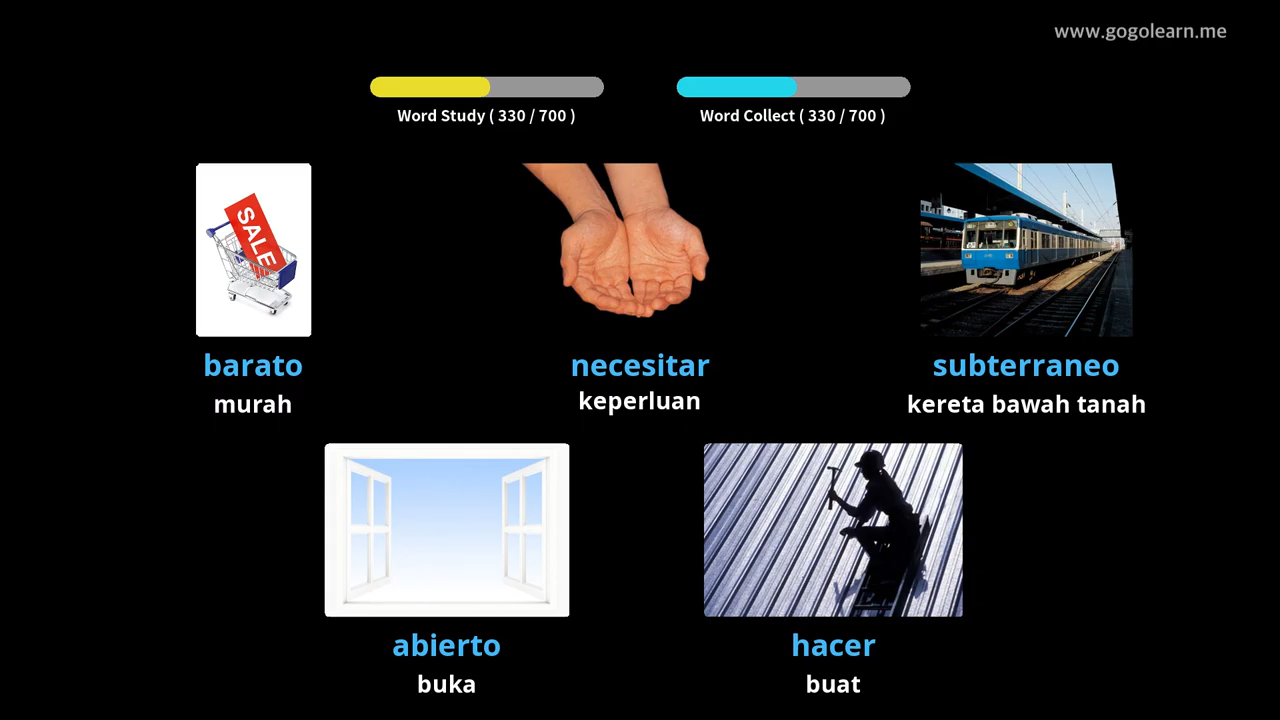 www.gogolearn.me
Word Study ( 330 / 700 )
Word Collect ( 330 / 700 )
SALE
barato
murah
necesitar
keperluan
subterraneo
kereta bawah tanah
abierto
buka
hacer
buat